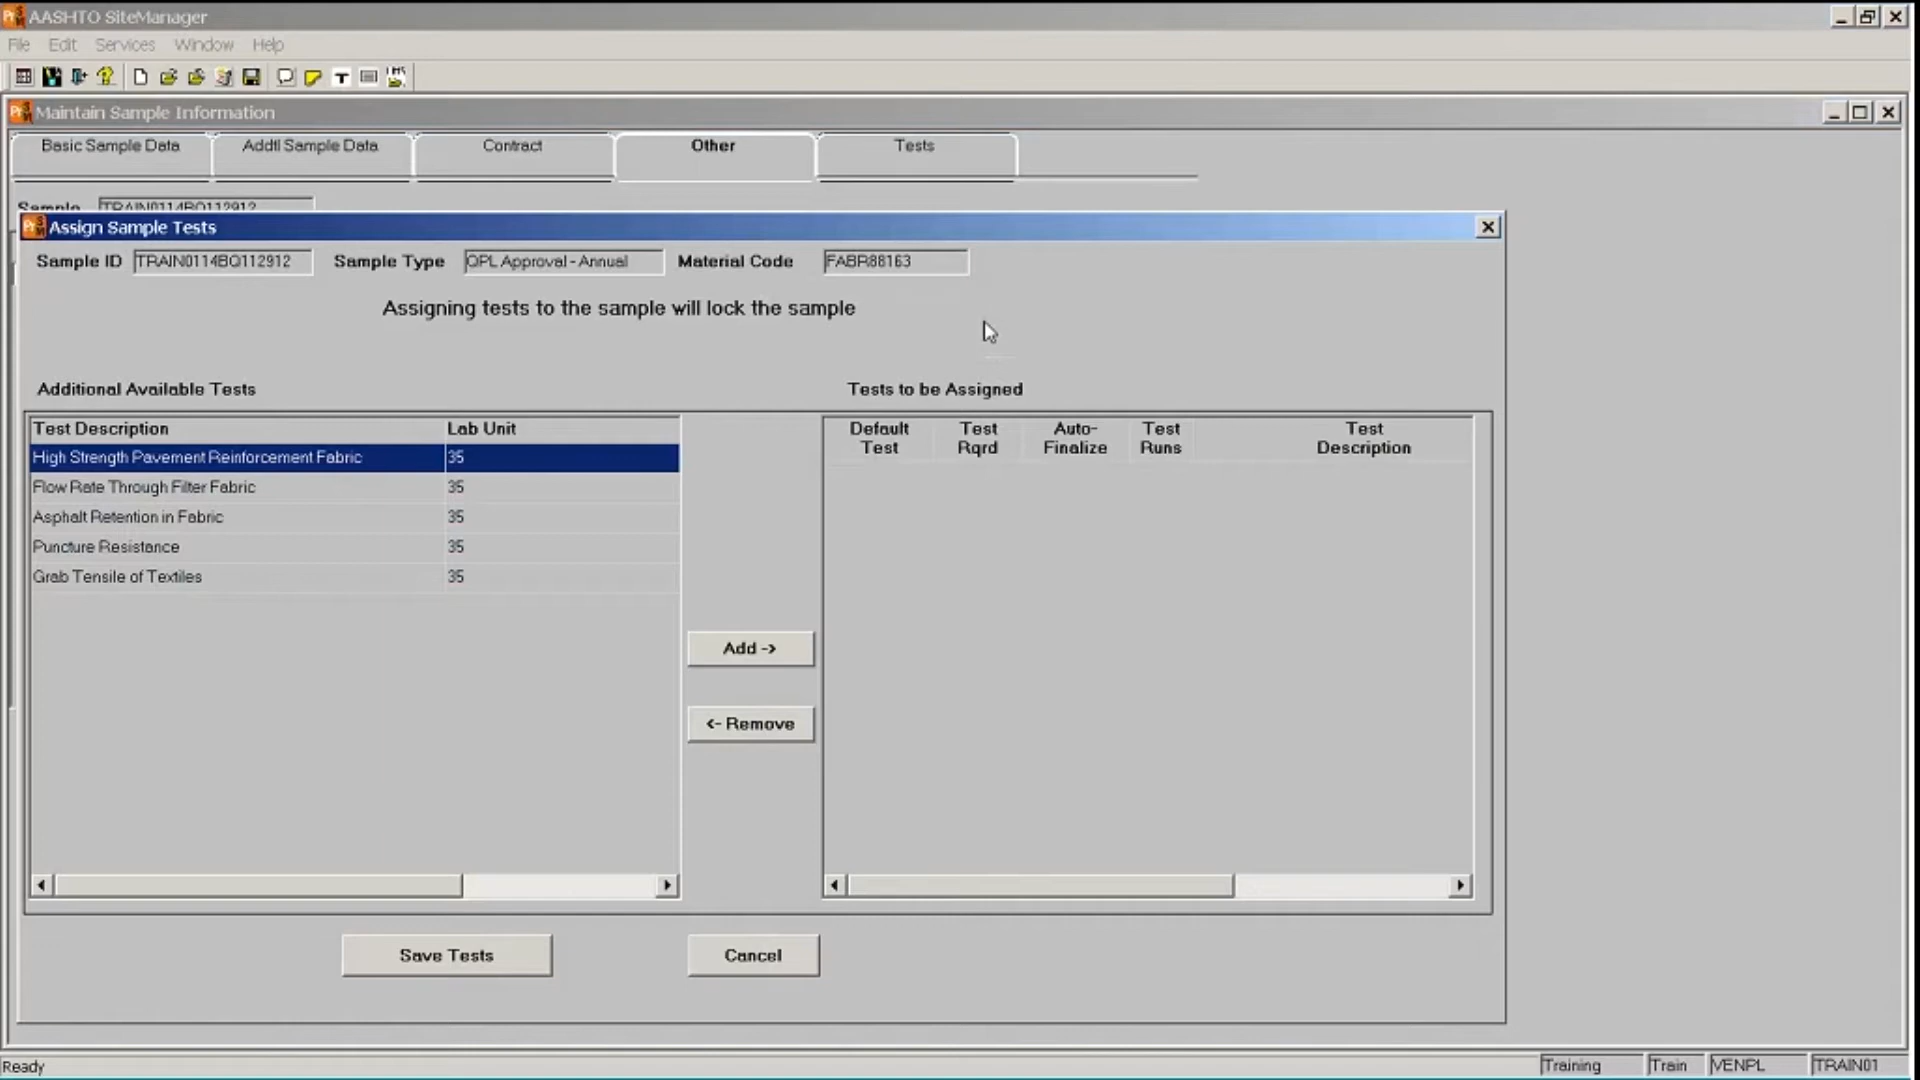 AASHTO SiteManager
File Edit Services Window Help
Maintain Sample Information
Basic Sample Data Addtl Sample Data Contract Other Tests
Sample TRAIN0114BQ112912
Assign Sample Tests
Sample ID TRAIN0114BQ112912 Sample Type QPL Approval - Annual Material Code FABR88163
Assigning tests to the sample will lock the sample
Additional Available Tests Tests to be Assigned
Test Description Lab Unit
Default Test Test Rqrd Auto-Finalize Test Runs Test Description
High Strength Pavement Reinforcement Fabric 35
Flow Rate Through Filter Fabric 35
Asphalt Retention in Fabric 35
Puncture Resistance 35
Grab Tensile of Textiles 35
Add ->
<- Remove
Save Tests Cancel
Ready Training Train VENPL TRAIN01